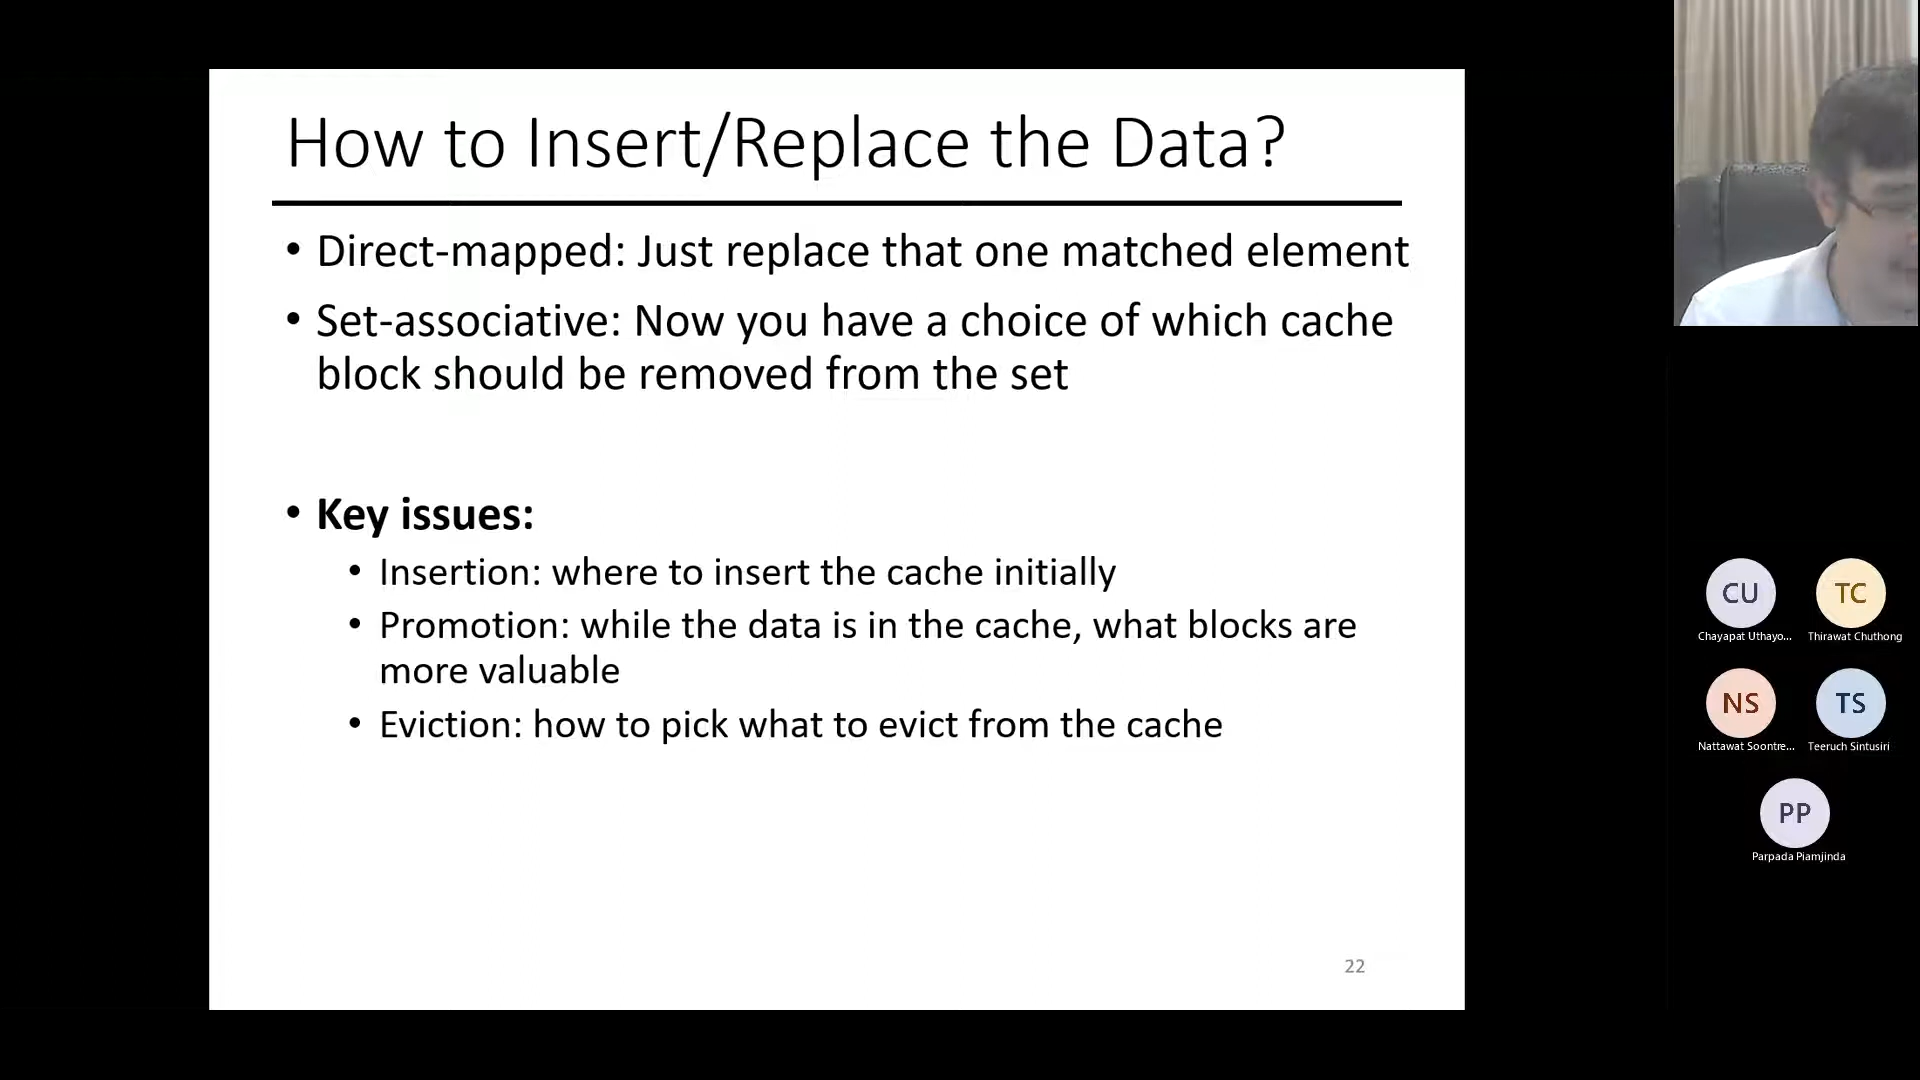 How to Insert/Replace the Data?
• Direct-mapped: Just replace that one matched element
• Set-associative: Now you have a choice of which cache
block should be removed from the set
• Key issues:
• Insertion: where to insert the cache initially
• Promotion: while the data is in the cache, what blocks are
more valuable
• Eviction: how to pick what to evict from the cache
22
CU
TC
Chayapat Uthayo...
Thirawat Chuthong
NS
TS
Nattawat Soontre...
Teeruch Sintusiri
PP
Parpada Piamjinda